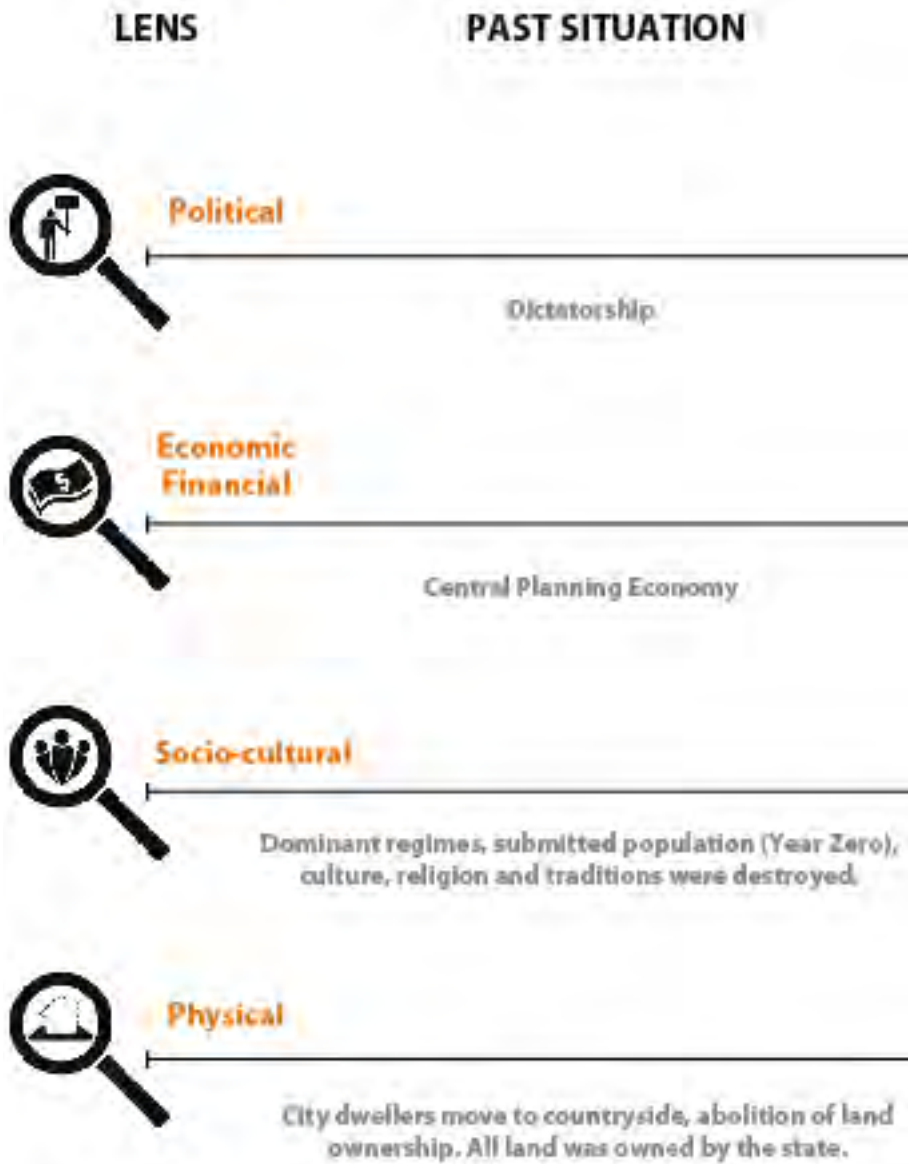 LENS PAST SITUATION
Political
Dictatorship
Economic
Financial
$
Central Planning Economy
Socio-cultural
Dominant regimes, submitted population (Year Zero),
culture, religion and traditions were destroyed.
Physical
City dwellers move to countryside, abolition of land
ownership. All land was owned by the state.